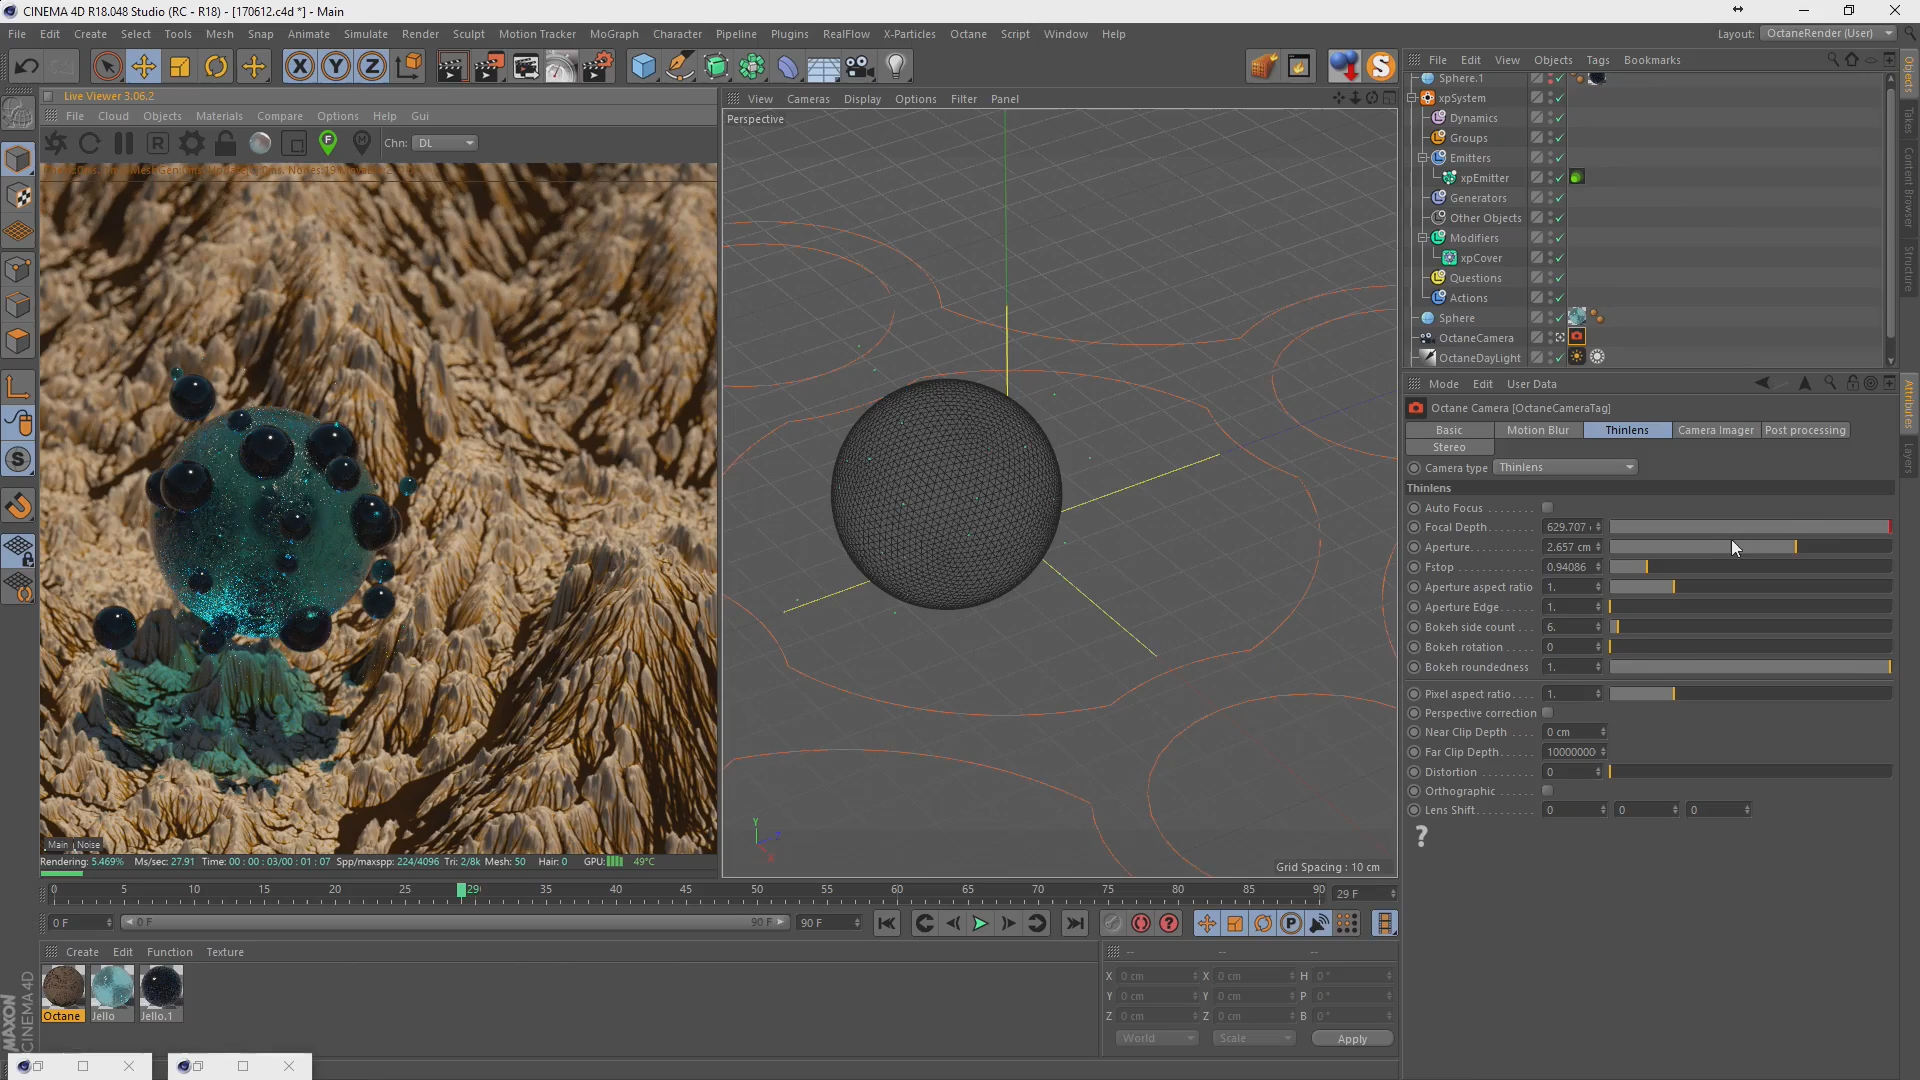 CINEMA 4D R18.048 Studio (RC - R18) - [170612.c4d *] - Main
File Edit Create Select Tools Mesh Snap Animate Simulate Render Sculpt Motion Tracker MoGraph Character Pipeline Plugins RealFlow X-Particles Octane Script Window Help
Layout: OctaneRender (User)
Live Viewer 3.06.2
File Cloud Objects Materials Compare Options Help Gui
Chn: DL
Main Noise
Rendering: 5.469% Ms/sec: 27.91 Time: 00 : 00 : 03/00 : 01 : 07 Spp/maxspp: 224/4096 Tri: 2/8k Mesh: 50 Hair: 0 GPU: 49°C
View Cameras Display Options Filter Panel
Perspective
Y
Z
X
Grid Spacing : 10 cm
File Edit View Objects Tags Bookmarks
Sphere.1
xpSystem
Dynamics
Groups
Emitters
xpEmitter
Generators
Other Objects
Modifiers
xpCover
Questions
Actions
Sphere
OctaneCamera
OctaneDayLight
Objects
Takes
Content Browser
Structure
Attributes
Layers
Mode Edit User Data
Octane Camera [OctaneCameraTag]
Basic Motion Blur Thinlens Camera Imager Post processing
Stereo
Camera type Thinlens
Thinlens
Auto Focus
Focal Depth 629.707
Aperture 2.657 cm
Fstop 0.94086
Aperture aspect ratio 1.
Aperture Edge 1.
Bokeh side count 6.
Bokeh rotation 0
Bokeh roundedness 1.
Pixel aspect ratio 1.
Perspective correction
Near Clip Depth 0 cm
Far Clip Depth 10000000
Distortion 0
Orthographic
Lens Shift 0 0 0
?
0 5 10 15 20 25 29 35 40 45 50 55 60 65 70 75 80 85 90 29 F
0 F 0 F 90 F 90 F
Create Edit Function Texture
Octane Jello Jello.1
-- -- --
X 0 cm X 0 cm H 0°
Y 0 cm Y 0 cm P 0°
Z 0 cm Z 0 cm B 0°
World Scale Apply
MAXON
CINEMA 4D